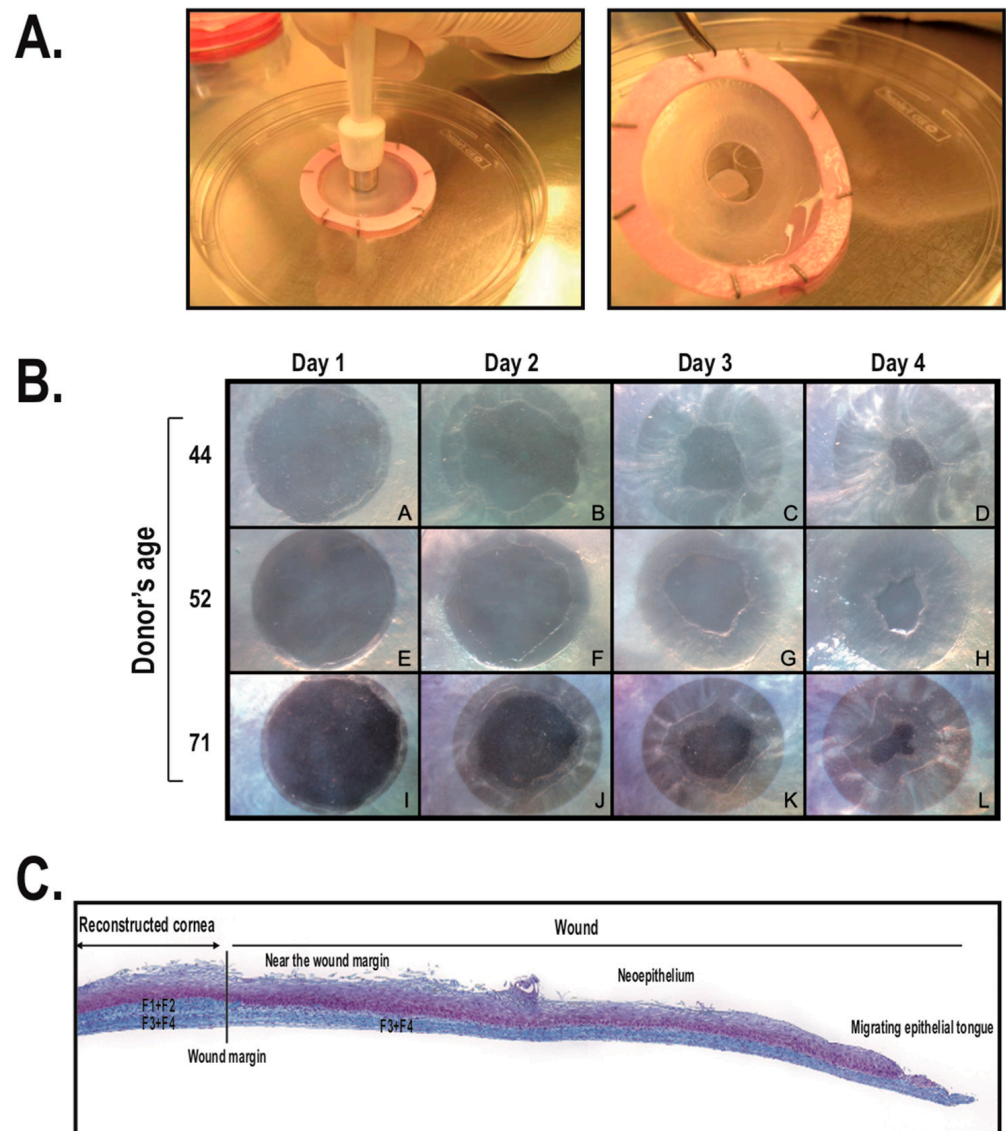 A.
B.
Day 1
Day 2
Day 3
Day 4
Donor's age
44
A
B
C
D
52
E
F
G
H
71
I
J
K
L
C.
Reconstructed cornea
Wound
Near the wound margin
Neoepithelium
F1+F2
F3+F4
F3+F4
Migrating epithelial tongue
Wound margin